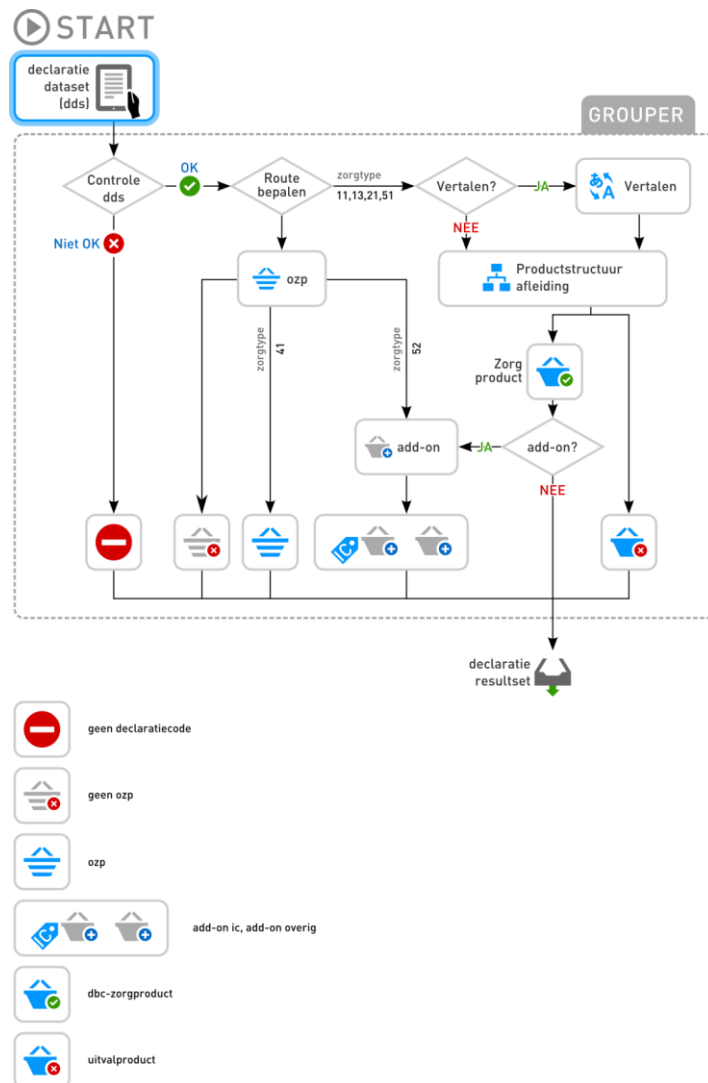 START
declaratie
dataset
(dds)
GROUPER
Controle
dds
OK
Route
bepalen
zorgtype
11,13,21,51
Vertalen?
JA
あ
A
Vertalen
Niet OK
NEE
ozp
Productstructuur
afleiding
zorgtype
41
zorgtype
52
Zorg
product
add-on
JA
add-on?
NEE
C
declaratie
resultset
geen declaratiecode
geen ozp
ozp
C
add-on ic, add-on overig
dbc-zorgproduct
uitvalproduct